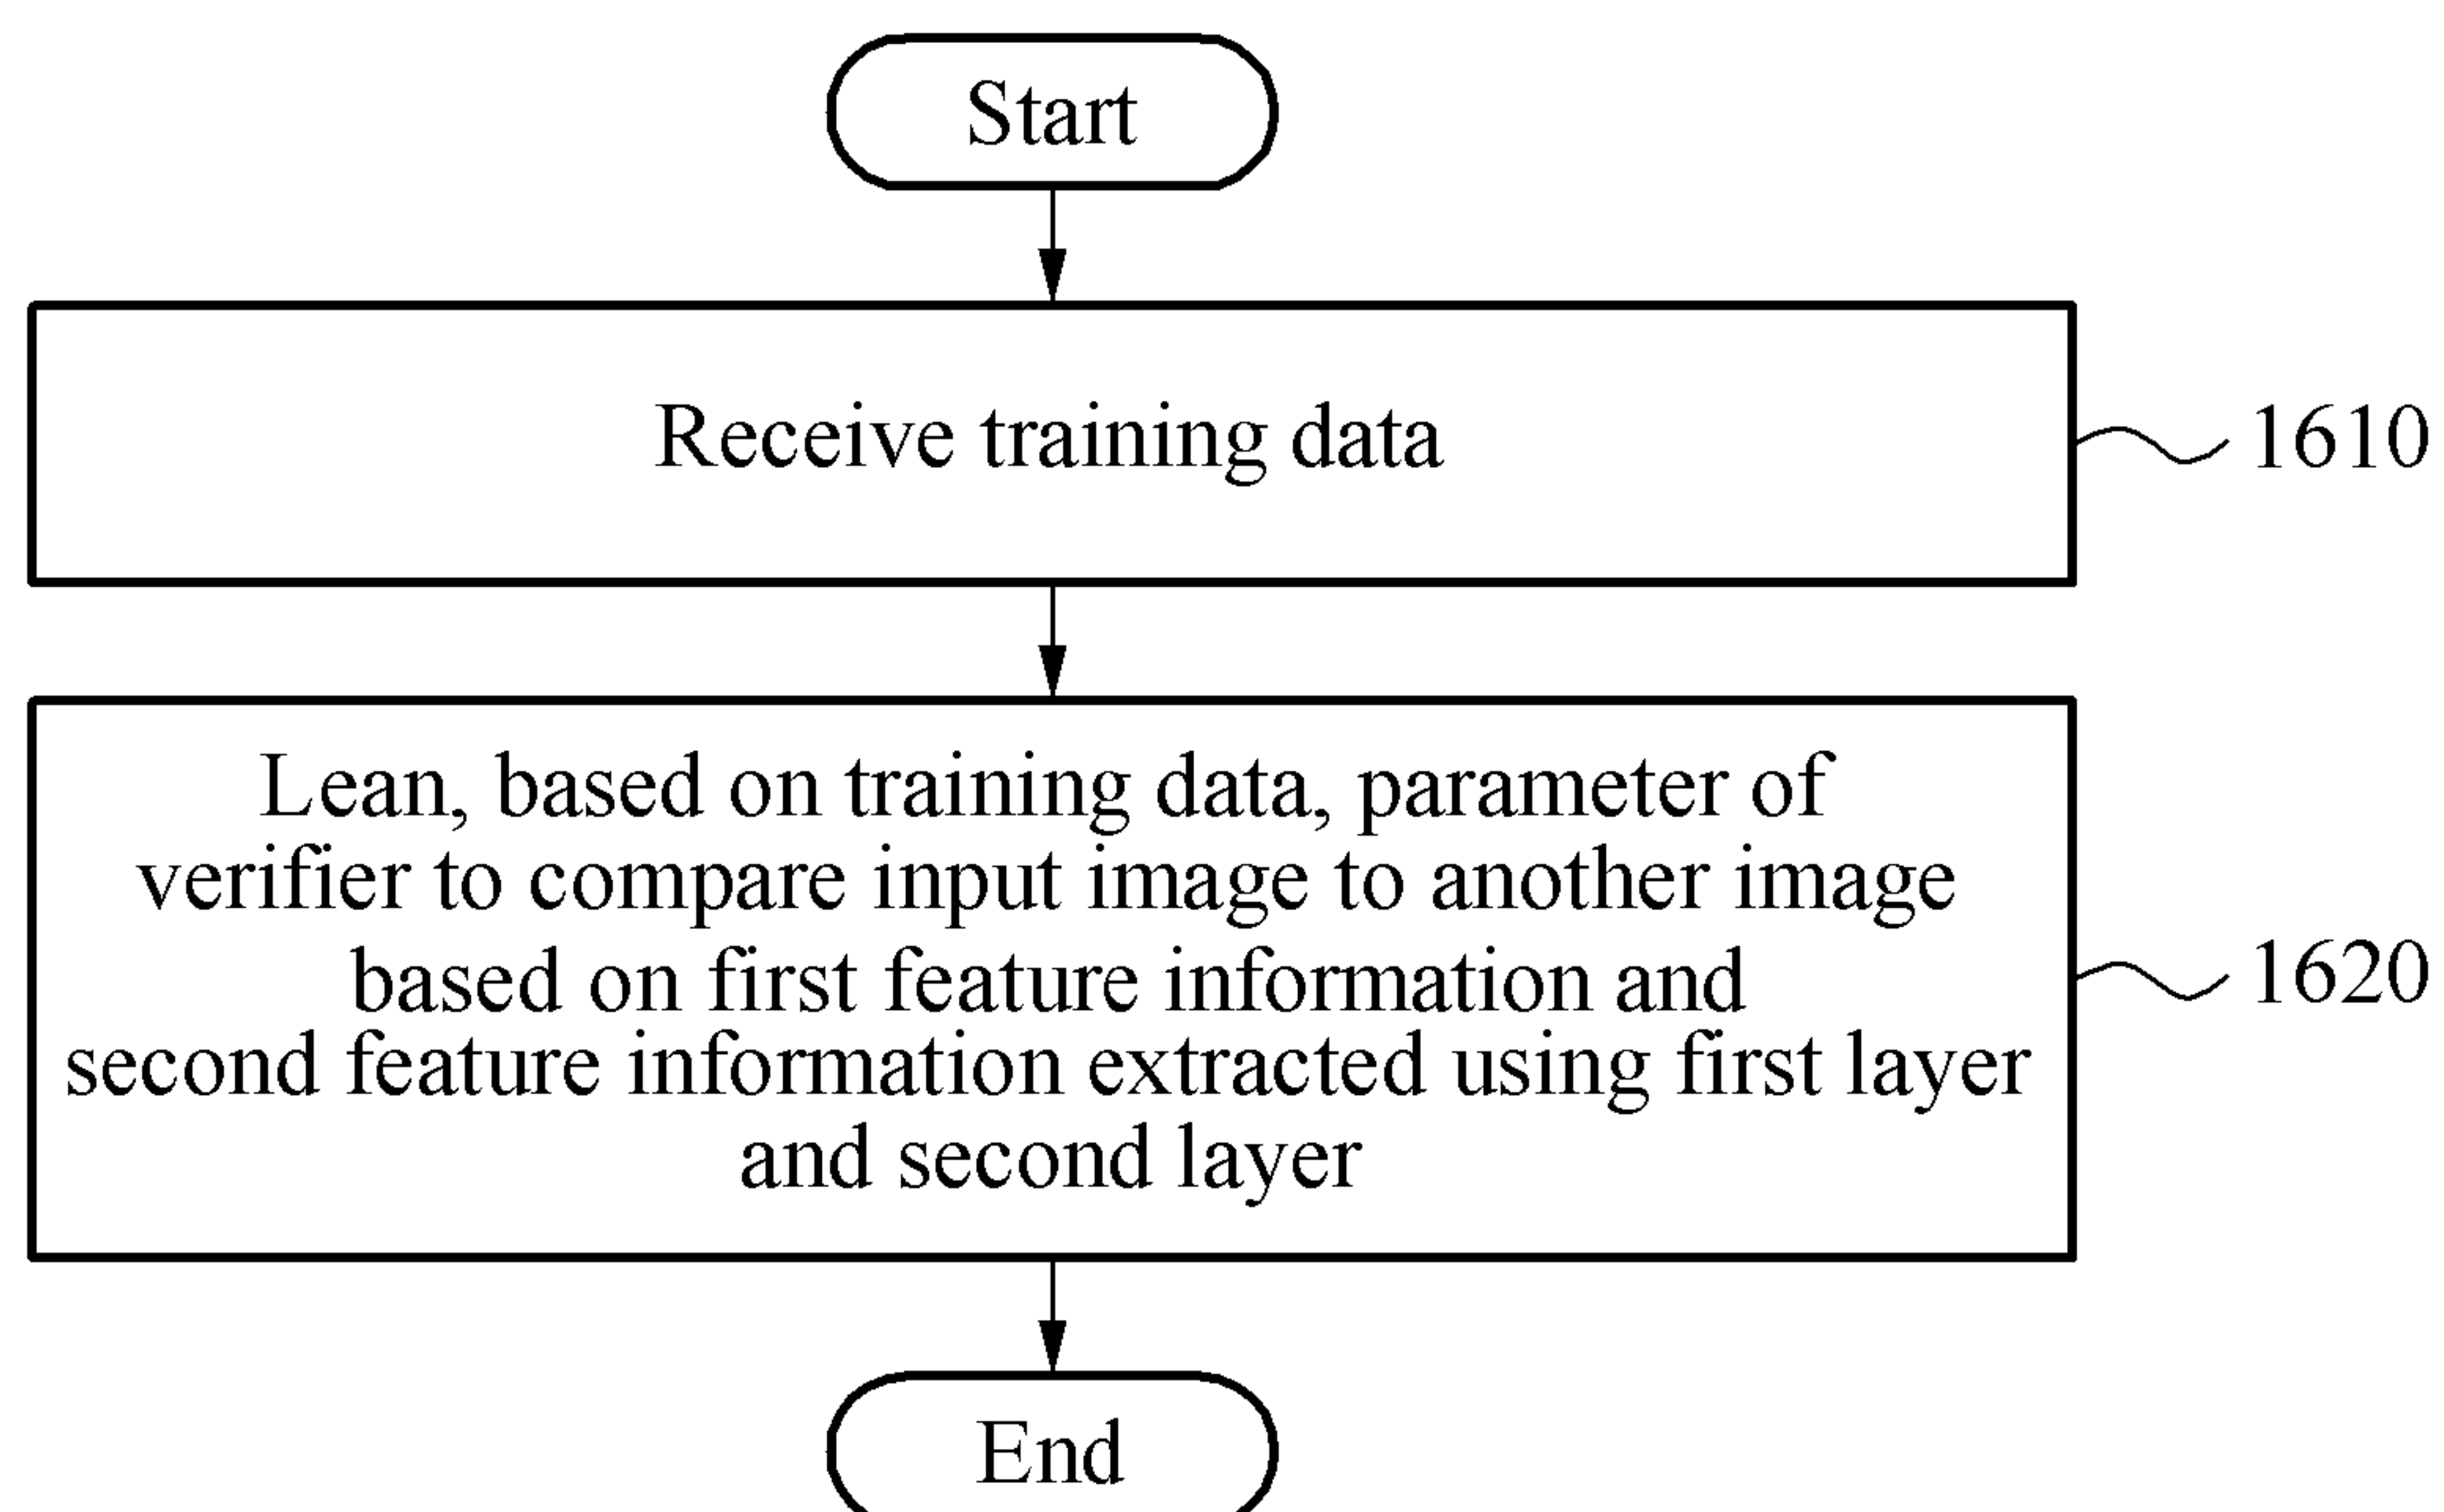 Start
Receive training data
1610
Lean, based on training data, parameter of
verifier to compare input image to another image
based on first feature information and
second feature information extracted using first layer
and second layer
1620
End